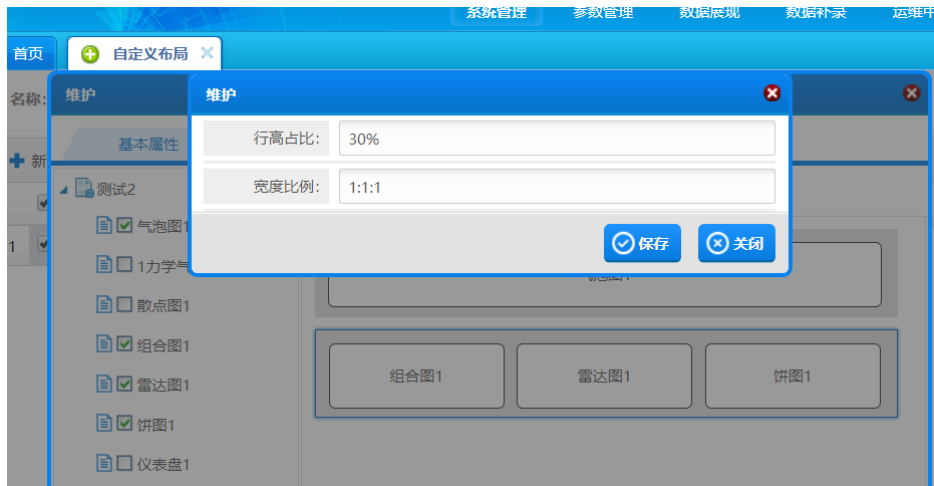 系统管理 参数管理 数据展现 数据补录 运维中
首页 自定义布局
名称: 维护 维护
基本属性 行高占比: 30%
新
测试2 宽度比例: 1:1:1
气泡图1
1 保存 关闭
1力学气
散点图1
组合图1
组合图1 雷达图1 饼图1
雷达图1
饼图1
仪表盘1